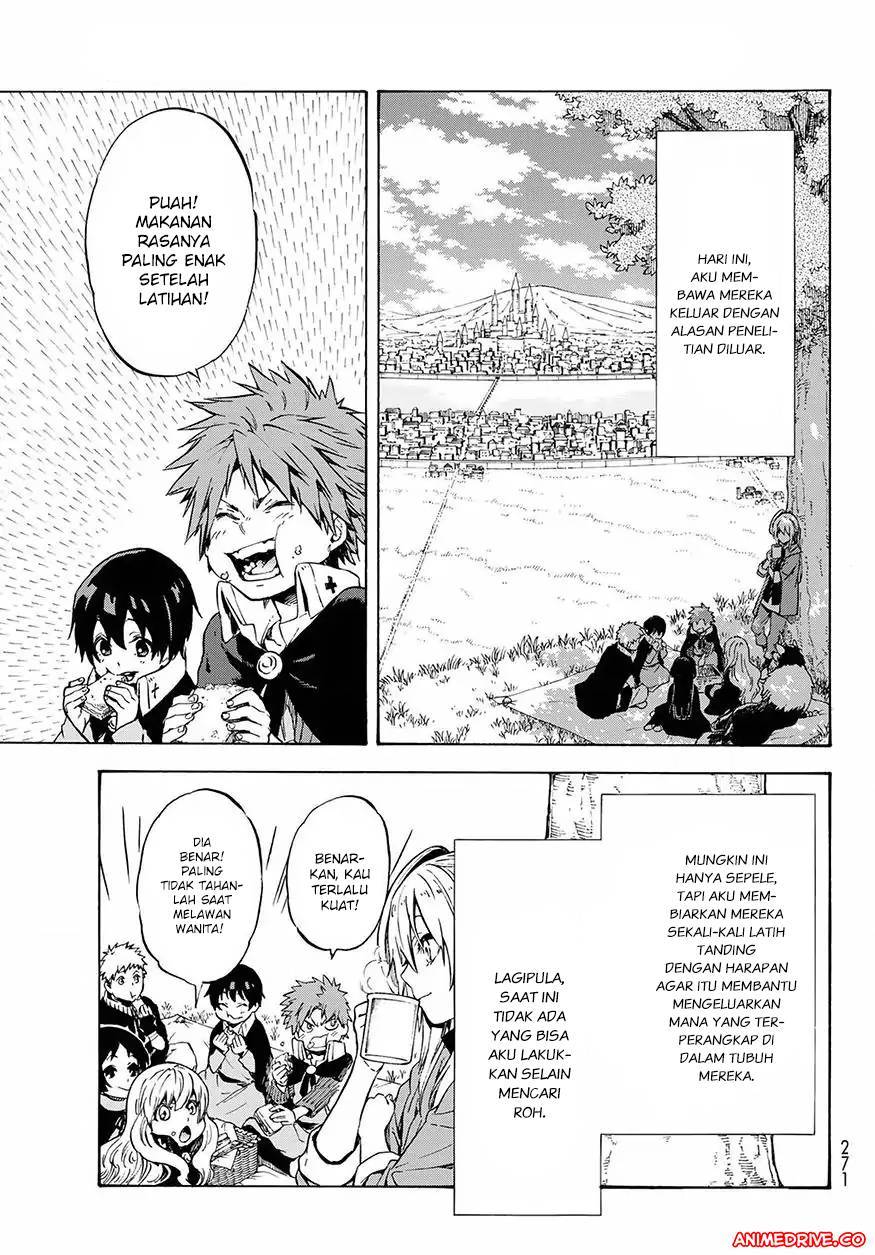 HARI INI,
AKU MEM-
BAWA MEREKA
KELUAR DENGAN
ALASAN PENELI-
TIAN DILUAR.
PUAH!
MAKANAN
RASANYA
PALING ENAK
SETELAH
LATIHAN!
MUNGKIN INI
HANYA SEPELE,
TAPI AKU MEM-
BIARKAN MEREKA
SEKALI-KALI LATIH
TANDING
DENGAN HARAPAN
AGAR ITU MEMBANTU
MENGELUARKAN
MANA YANG TER-
PERANGKAP DI
DALAM TUBUH
MEREKA.
LAGIPULA,
SAAT INI
TIDAK ADA
YANG BISA
AKU LAKUK-
KAN SELAIN
MENCARI
ROH.
BENAR-
KAN, KAU
TERLALU
KUAT!
DIA
BENAR!
PALING
TIDAK TAHAN-
LAH SAAT
MELAWAN
WANITA!
271
ANIMEDRIVE.CO